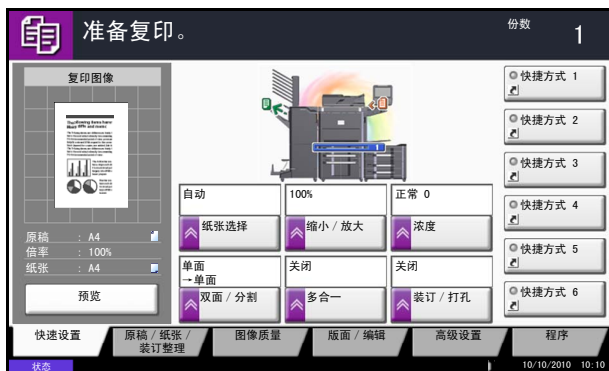 准备复印。
份数
1
复印图像
原稿 : A4
倍率 : 100%
纸张 : A4
预览
自动
纸张选择
100%
缩小 / 放大
正常 0
浓度
单面
→单面
双面 / 分割
关闭
多合一
关闭
装订 / 打孔
快捷方式 1
快捷方式 2
快捷方式 3
快捷方式 4
快捷方式 5
快捷方式 6
快速设置
原稿 / 纸张 /
装订整理
图像质量
版面 / 编辑
高级设置
程序
状态
10/10/2010 10:10